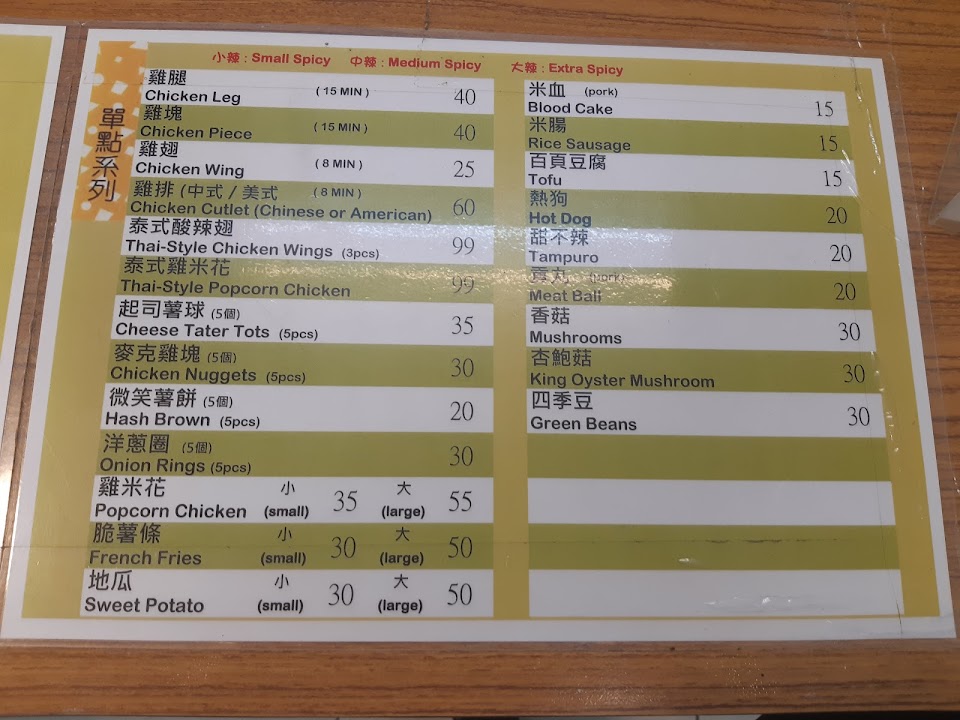 小辣 : Small Spicy 中辣 : Medium Spicy 大辣 : Extra Spicy
單點系列
雞腿
Chicken Leg ( 15 MIN ) 40
雞塊
Chicken Piece ( 15 MIN ) 40
雞翅
Chicken Wing ( 8 MIN ) 25
雞排 (中式 / 美式 ( 8 MIN )
Chicken Cutlet (Chinese or American) 60
泰式酸辣翅
Thai-Style Chicken Wings (3pcs) 99
泰式雞米花
Thai-Style Popcorn Chicken 99
起司薯球 (5個)
Cheese Tater Tots (5pcs) 35
麥克雞塊 (5個)
Chicken Nuggets (5pcs) 30
微笑薯餅 (5個)
Hash Brown (5pcs) 20
洋蔥圈 (5個)
Onion Rings (5pcs) 30
雞米花 小 大
Popcorn Chicken (small) 35 (large) 55
脆薯條 小 大
French Fries (small) 30 (large) 50
地瓜 小 大
Sweet Potato (small) 30 (large) 50
米血 (pork)
Blood Cake 15
米腸
Rice Sausage 15
百頁豆腐
Tofu 15
熱狗
Hot Dog 20
甜不辣
Tampuro 20
貢丸 (pork)
Meat Ball 20
香菇
Mushrooms 30
杏鮑菇
King Oyster Mushroom 30
四季豆
Green Beans 30